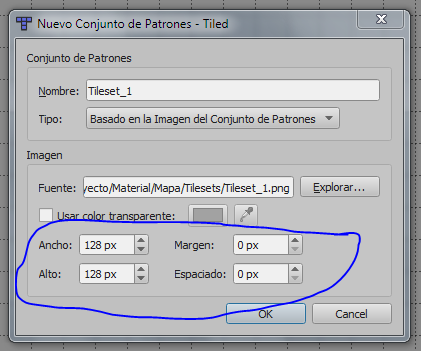 Nuevo Conjunto de Patrones - Tiled
Conjunto de Patrones
Nombre: Tileset_1
Tipo: Basado en la Imagen del Conjunto de Patrones
Imagen
Fuente: yecto/Material/Mapa/Tilesets/Tileset_1.png Explorar...
Usar color transparente:
Ancho: 128 px Margen: 0 px
Alto: 128 px Espaciado: 0 px
OK Cancel